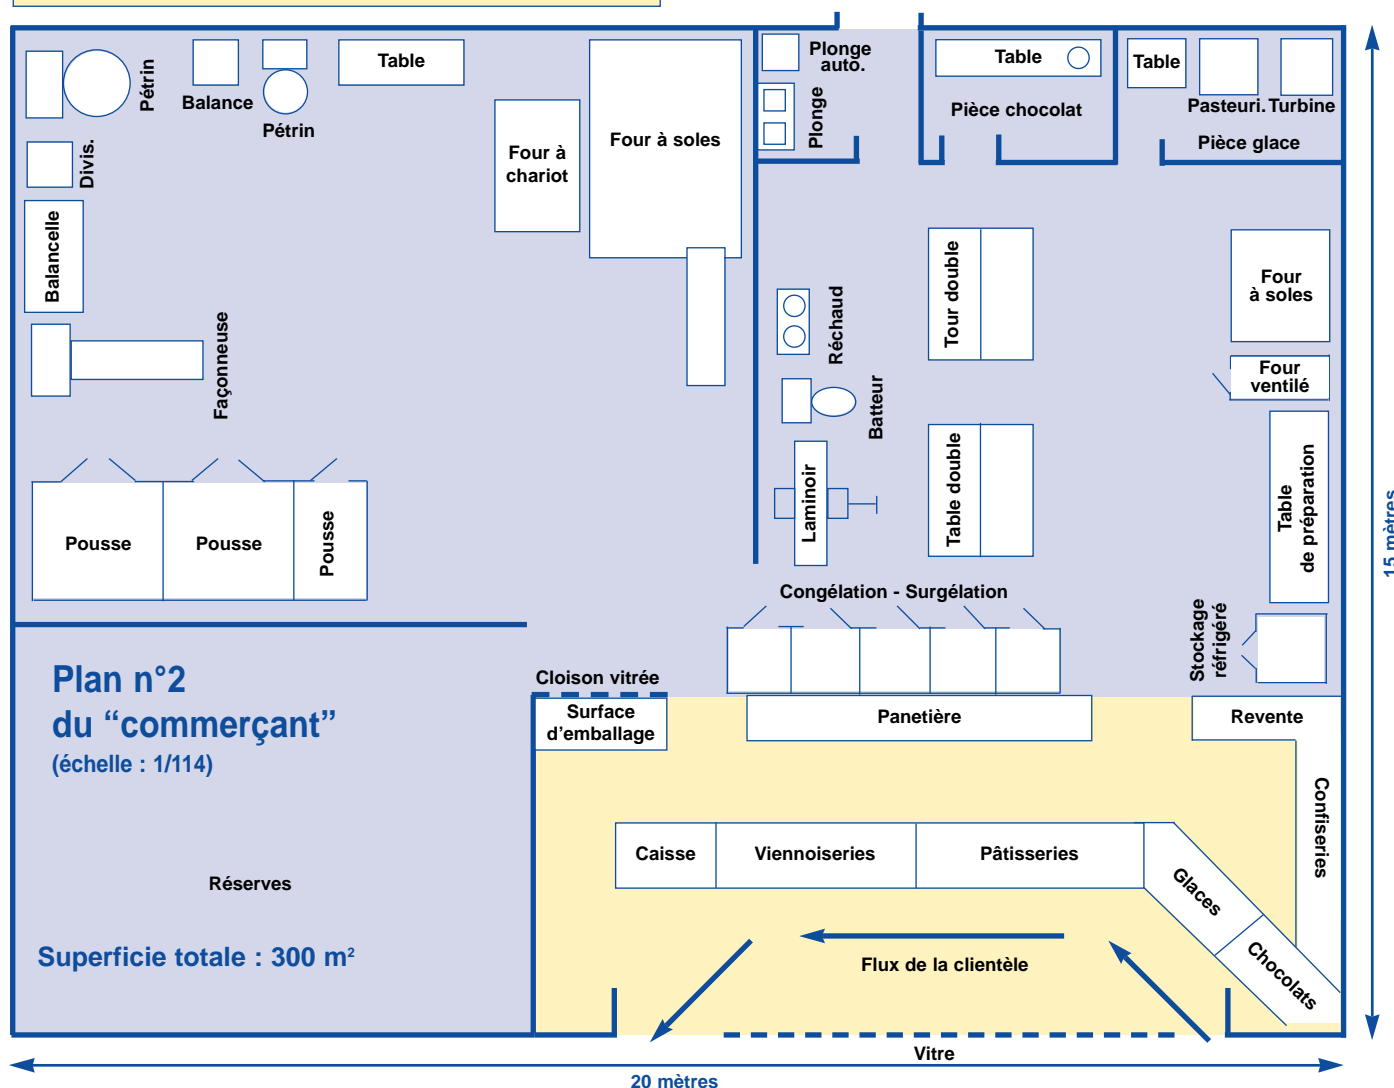 Pétrin
Balance
Pétrin
Table
Four à
chariot
Four à soles
Plonge
auto.
Plonge
Table
Pièce chocolat
Table
Pasteuri.
Turbine
Pièce glace
Divis.
Balancelle
Façonneuse
Réchaud
Tour double
Four
à soles
Four
ventilé
Batteur
Laminoir
Table double
Table
de préparation
Pousse
Pousse
Pousse
Congélation - Surgélation
Stockage
réfrigéré
15 mètres
Plan n°2
du “commerçant”
(échelle : 1/114)
Cloison vitrée
Surface
d’emballage
Panetière
Revente
Confiseries
Caisse
Viennoiseries
Pâtisseries
Glaces
Chocolats
Réserves
Superficie totale : 300 m²
Flux de la clientèle
Vitre
20 mètres